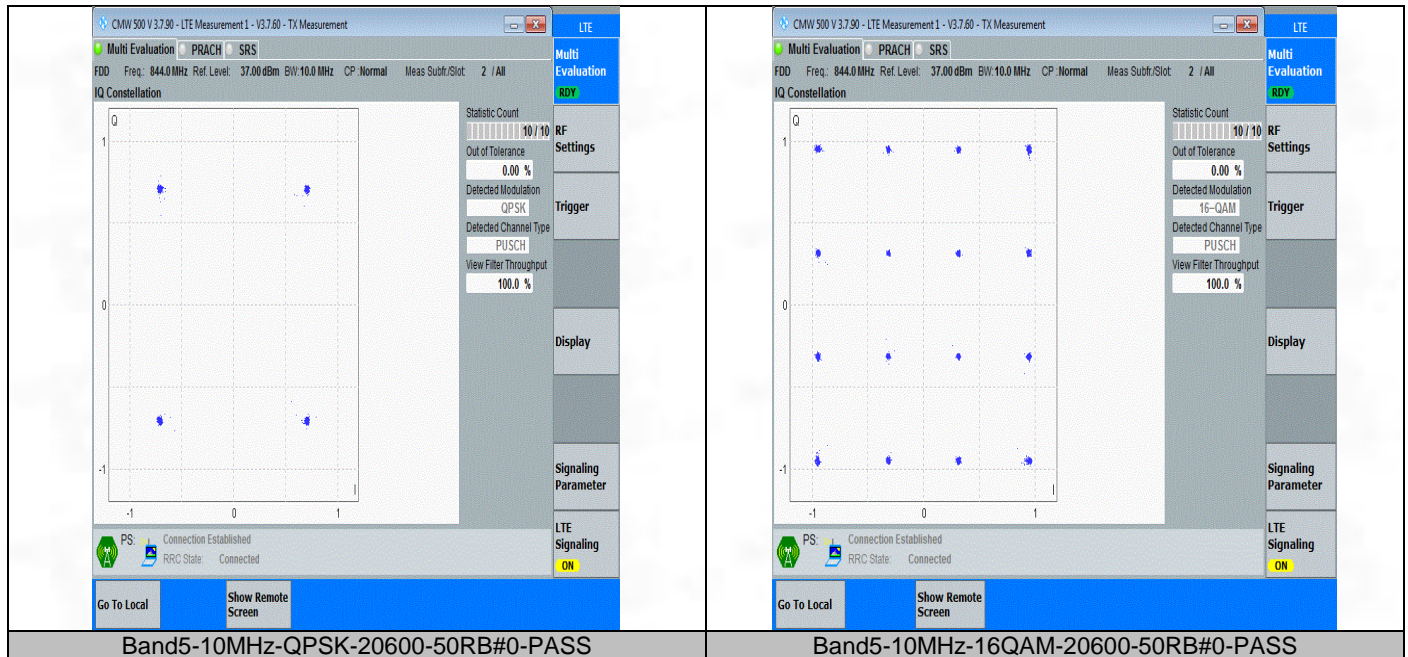 CMW 500 V 3.7.90 - LTE Measurement 1 - V3.7.60 - TX Measurement
LTE
Multi Evaluation PRACH SRS
Multi
Evaluation
RDY
FDD Freq.: 844.0 MHz Ref. Level: 37.00 dBm BW: 10.0 MHz CP :Normal Meas Subfr./Slot: 2 / All
IQ Constellation
Q
1
0
-1
-1 0 1
I
Statistic Count
10 / 10
Out of Tolerance
0.00 %
Detected Modulation
QPSK
Detected Channel Type
PUSCH
View Filter Throughput
100.0 %
RF
Settings
Trigger
Display
Signaling
Parameter
LTE
Signaling
ON
PS: Connection Established
RRC State: Connected
Go To Local
Show Remote
Screen
Band5-10MHz-QPSK-20600-50RB#0-PASS
CMW 500 V 3.7.90 - LTE Measurement 1 - V3.7.60 - TX Measurement
LTE
Multi Evaluation PRACH SRS
Multi
Evaluation
RDY
FDD Freq.: 844.0 MHz Ref. Level: 37.00 dBm BW: 10.0 MHz CP :Normal Meas Subfr./Slot: 2 / All
IQ Constellation
Q
1
0
-1
-1 0 1
I
Statistic Count
10 / 10
Out of Tolerance
0.00 %
Detected Modulation
16-QAM
Detected Channel Type
PUSCH
View Filter Throughput
100.0 %
RF
Settings
Trigger
Display
Signaling
Parameter
LTE
Signaling
ON
PS: Connection Established
RRC State: Connected
Go To Local
Show Remote
Screen
Band5-10MHz-16QAM-20600-50RB#0-PASS